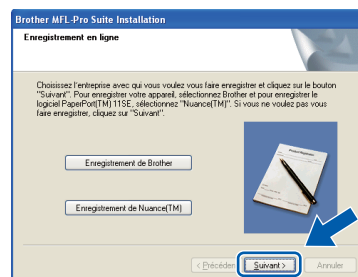 Brother MFL-Pro Suite Installation
Enregistrement en ligne
Choisissez l'entreprise avec qui vous voulez vous faire enregistrer et cliquez sur le bouton
"Suivant". Pour enregistrer votre appareil, sélectionnez Brother et pour enregistrer le
logiciel PaperPort(TM) 11SE, sélectionnez "Nuance(TM)". Si vous ne voulez pas vous
faire enregistrer, cliquez sur "Suivant".
Enregistrement de Brother
Enregistrement de Nuance(TM)
< Précéden
Suivant >
Annuler